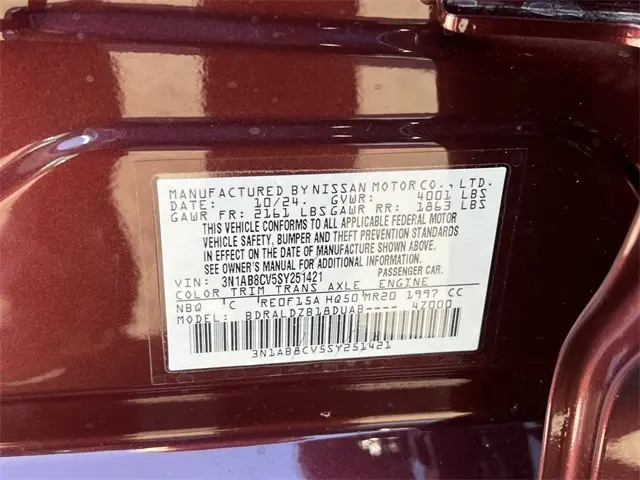 MANUFACTURED BY NISSAN MOTOR CO., LTD.
DATE: 10/24. GVWR: 4001 LBS
GAWR FR: 2161 LBS GAWR RR: 1863 LBS
THIS VEHICLE CONFORMS TO ALL APPLICABLE FEDERAL MOTOR
VEHICLE SAFETY, BUMPER AND THEFT PREVENTION STANDARDS
IN EFFECT ON THE DATE OF MANUFACTURE SHOWN ABOVE.
SEE OWNER'S MANUAL FOR ADDITIONAL INFORMATION.
VIN: 3N1AB8CV5SY251421 PASSENGER CAR.
COLOR TRIM TRANS AXLE ENGINE
NBQ 'C RE0F15A HQ50 MR20 1997 CC
MODEL: BDRALDZB18DUAB---- 4Z000
3N1AB8CV5SY251421